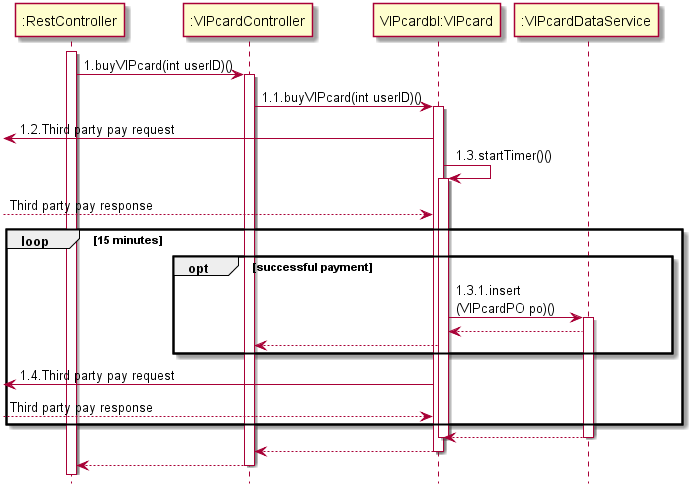 :RestController
:VIPcardController
VIPcardbl:VIPcard
:VIPcardDataService
1.buyVIPcard(int userID)()
1.1.buyVIPcard(int userID)()
1.2.Third party pay request
1.3.startTimer()()
Third party pay response
loop [15 minutes]
opt [successful payment]
1.3.1.insert
(VIPcardPO po)()
1.4.Third party pay request
Third party pay response